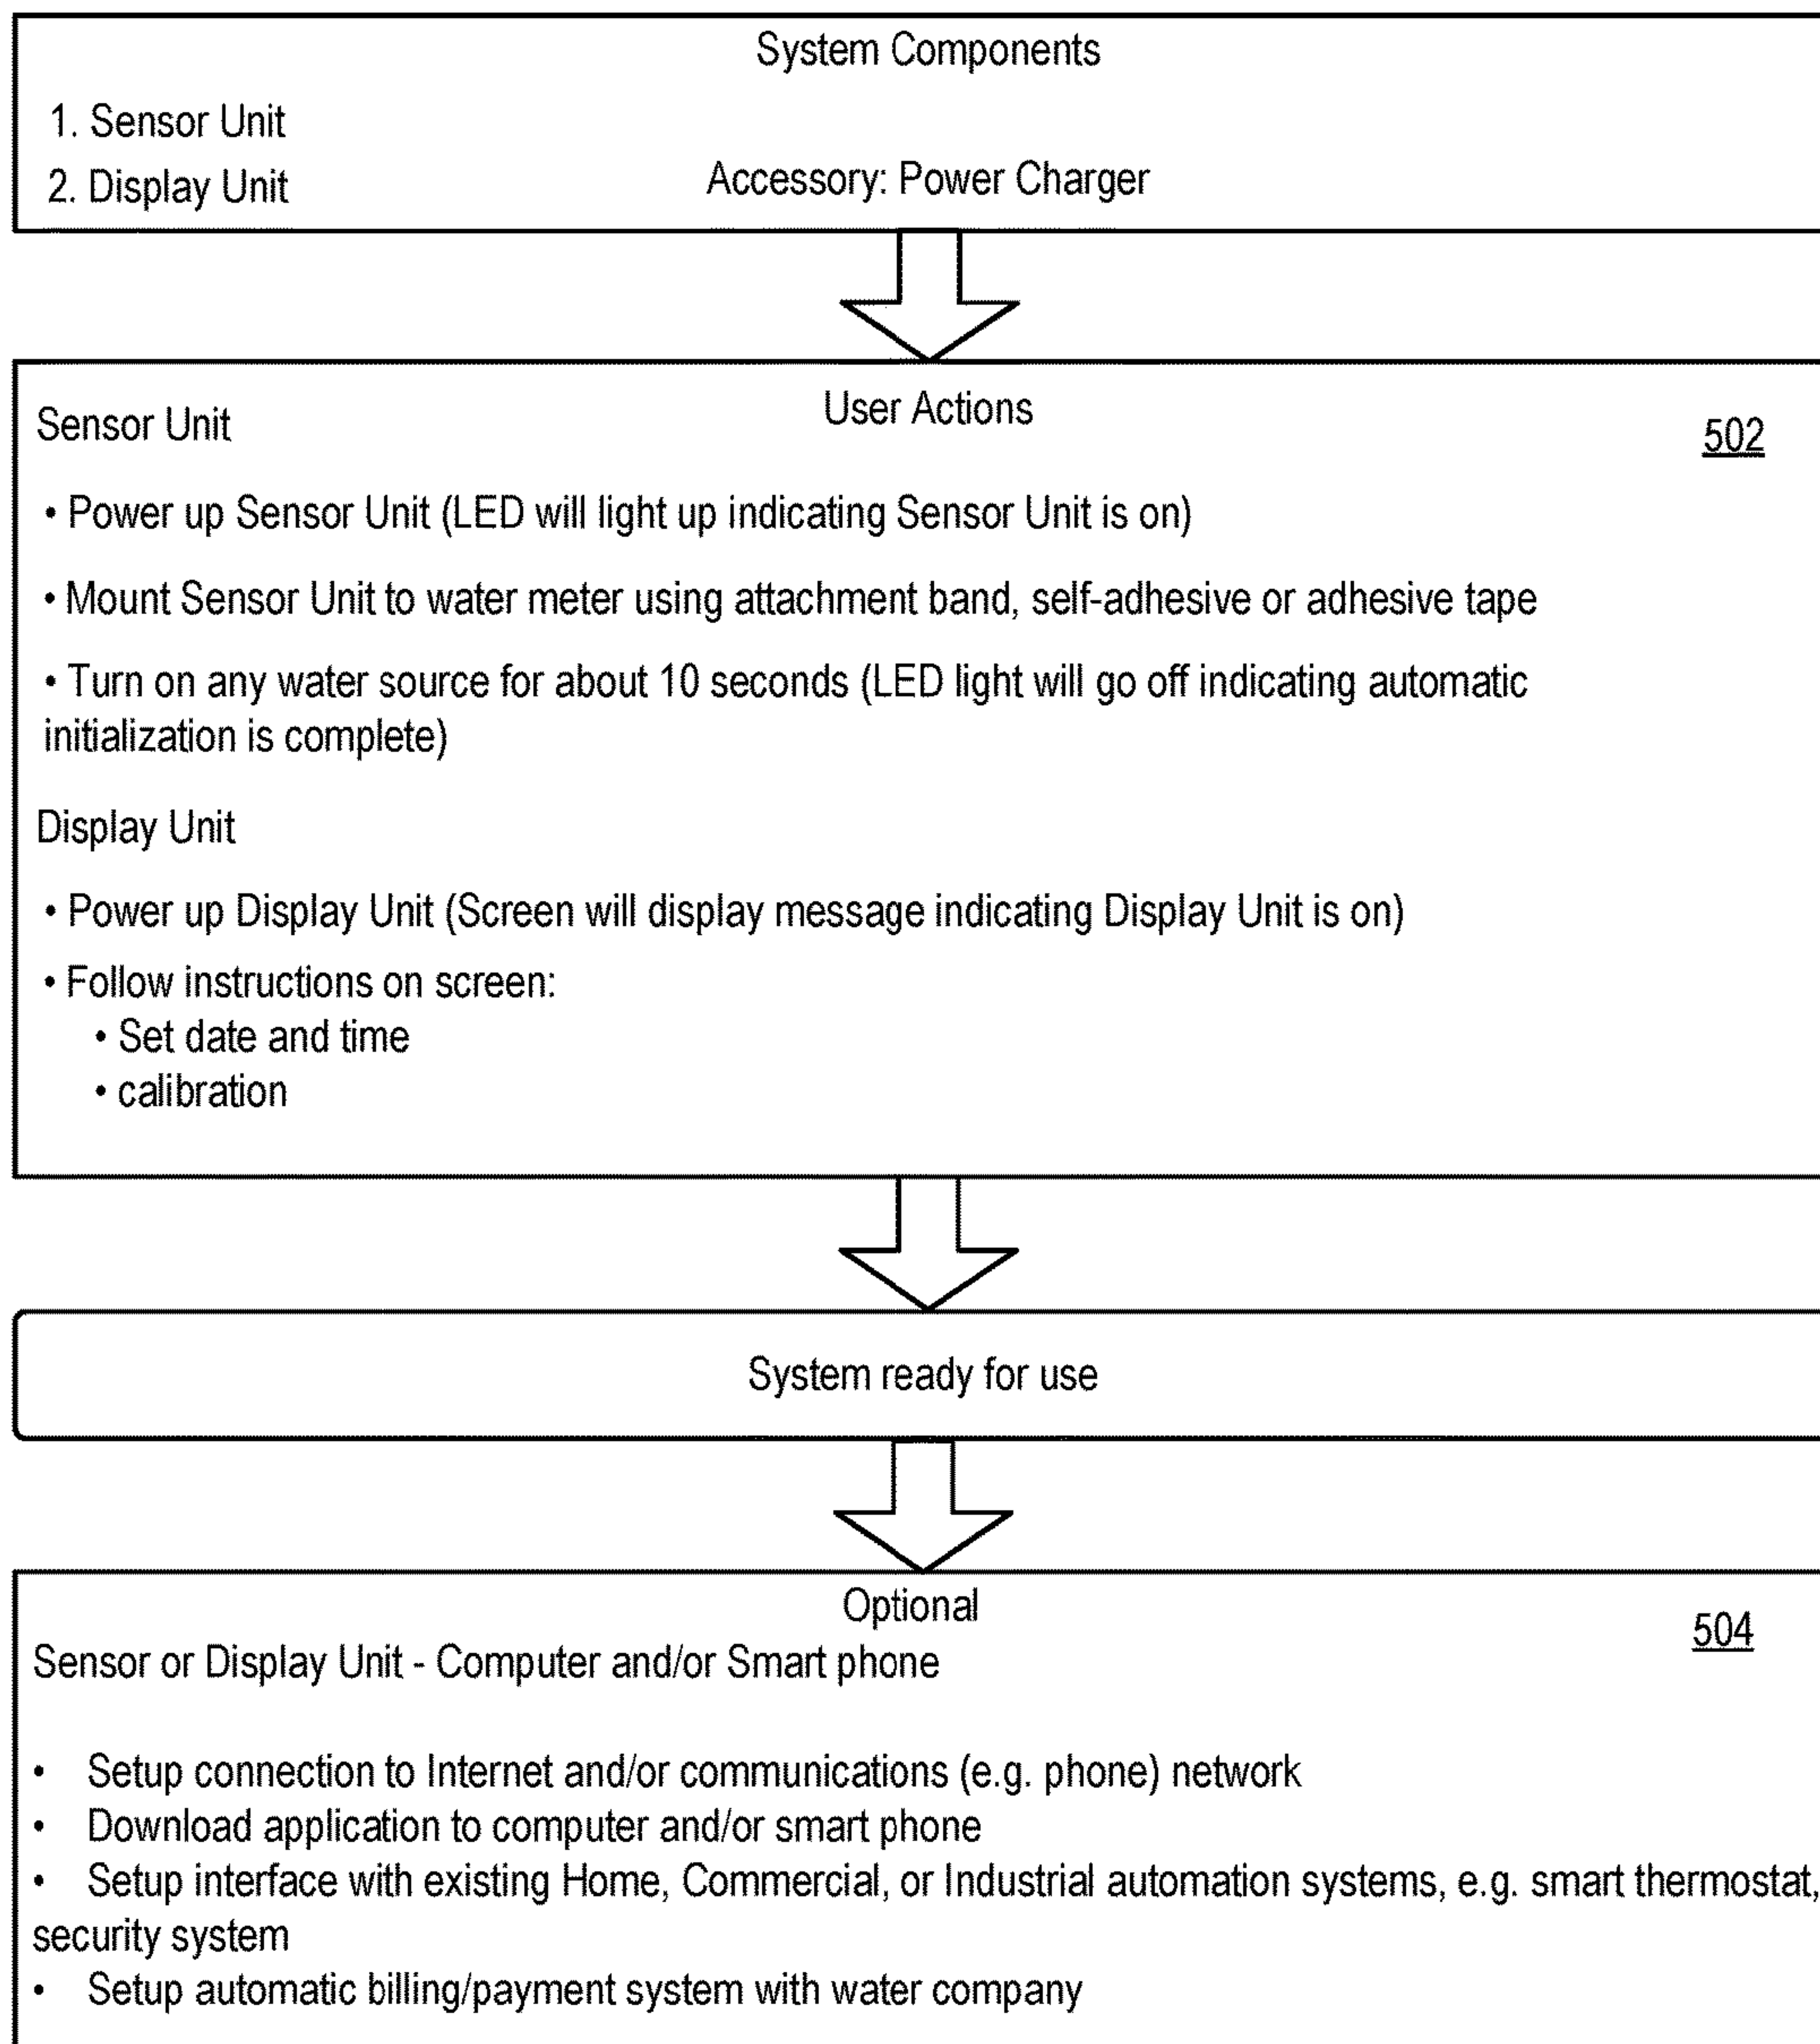 System Components
1. Sensor Unit
2. Display Unit
Accessory: Power Charger
User Actions
Sensor Unit
502
• Power up Sensor Unit (LED will light up indicating Sensor Unit is on)
• Mount Sensor Unit to water meter using attachment band, self-adhesive or adhesive tape
• Turn on any water source for about 10 seconds (LED light will go off indicating automatic
initialization is complete)
Display Unit
• Power up Display Unit (Screen will display message indicating Display Unit is on)
• Follow instructions on screen:
• Set date and time
• calibration
System ready for use
Optional
504
Sensor or Display Unit - Computer and/or Smart phone
• Setup connection to Internet and/or communications (e.g. phone) network
• Download application to computer and/or smart phone
• Setup interface with existing Home, Commercial, or Industrial automation systems, e.g. smart thermostat,
security system
• Setup automatic billing/payment system with water company